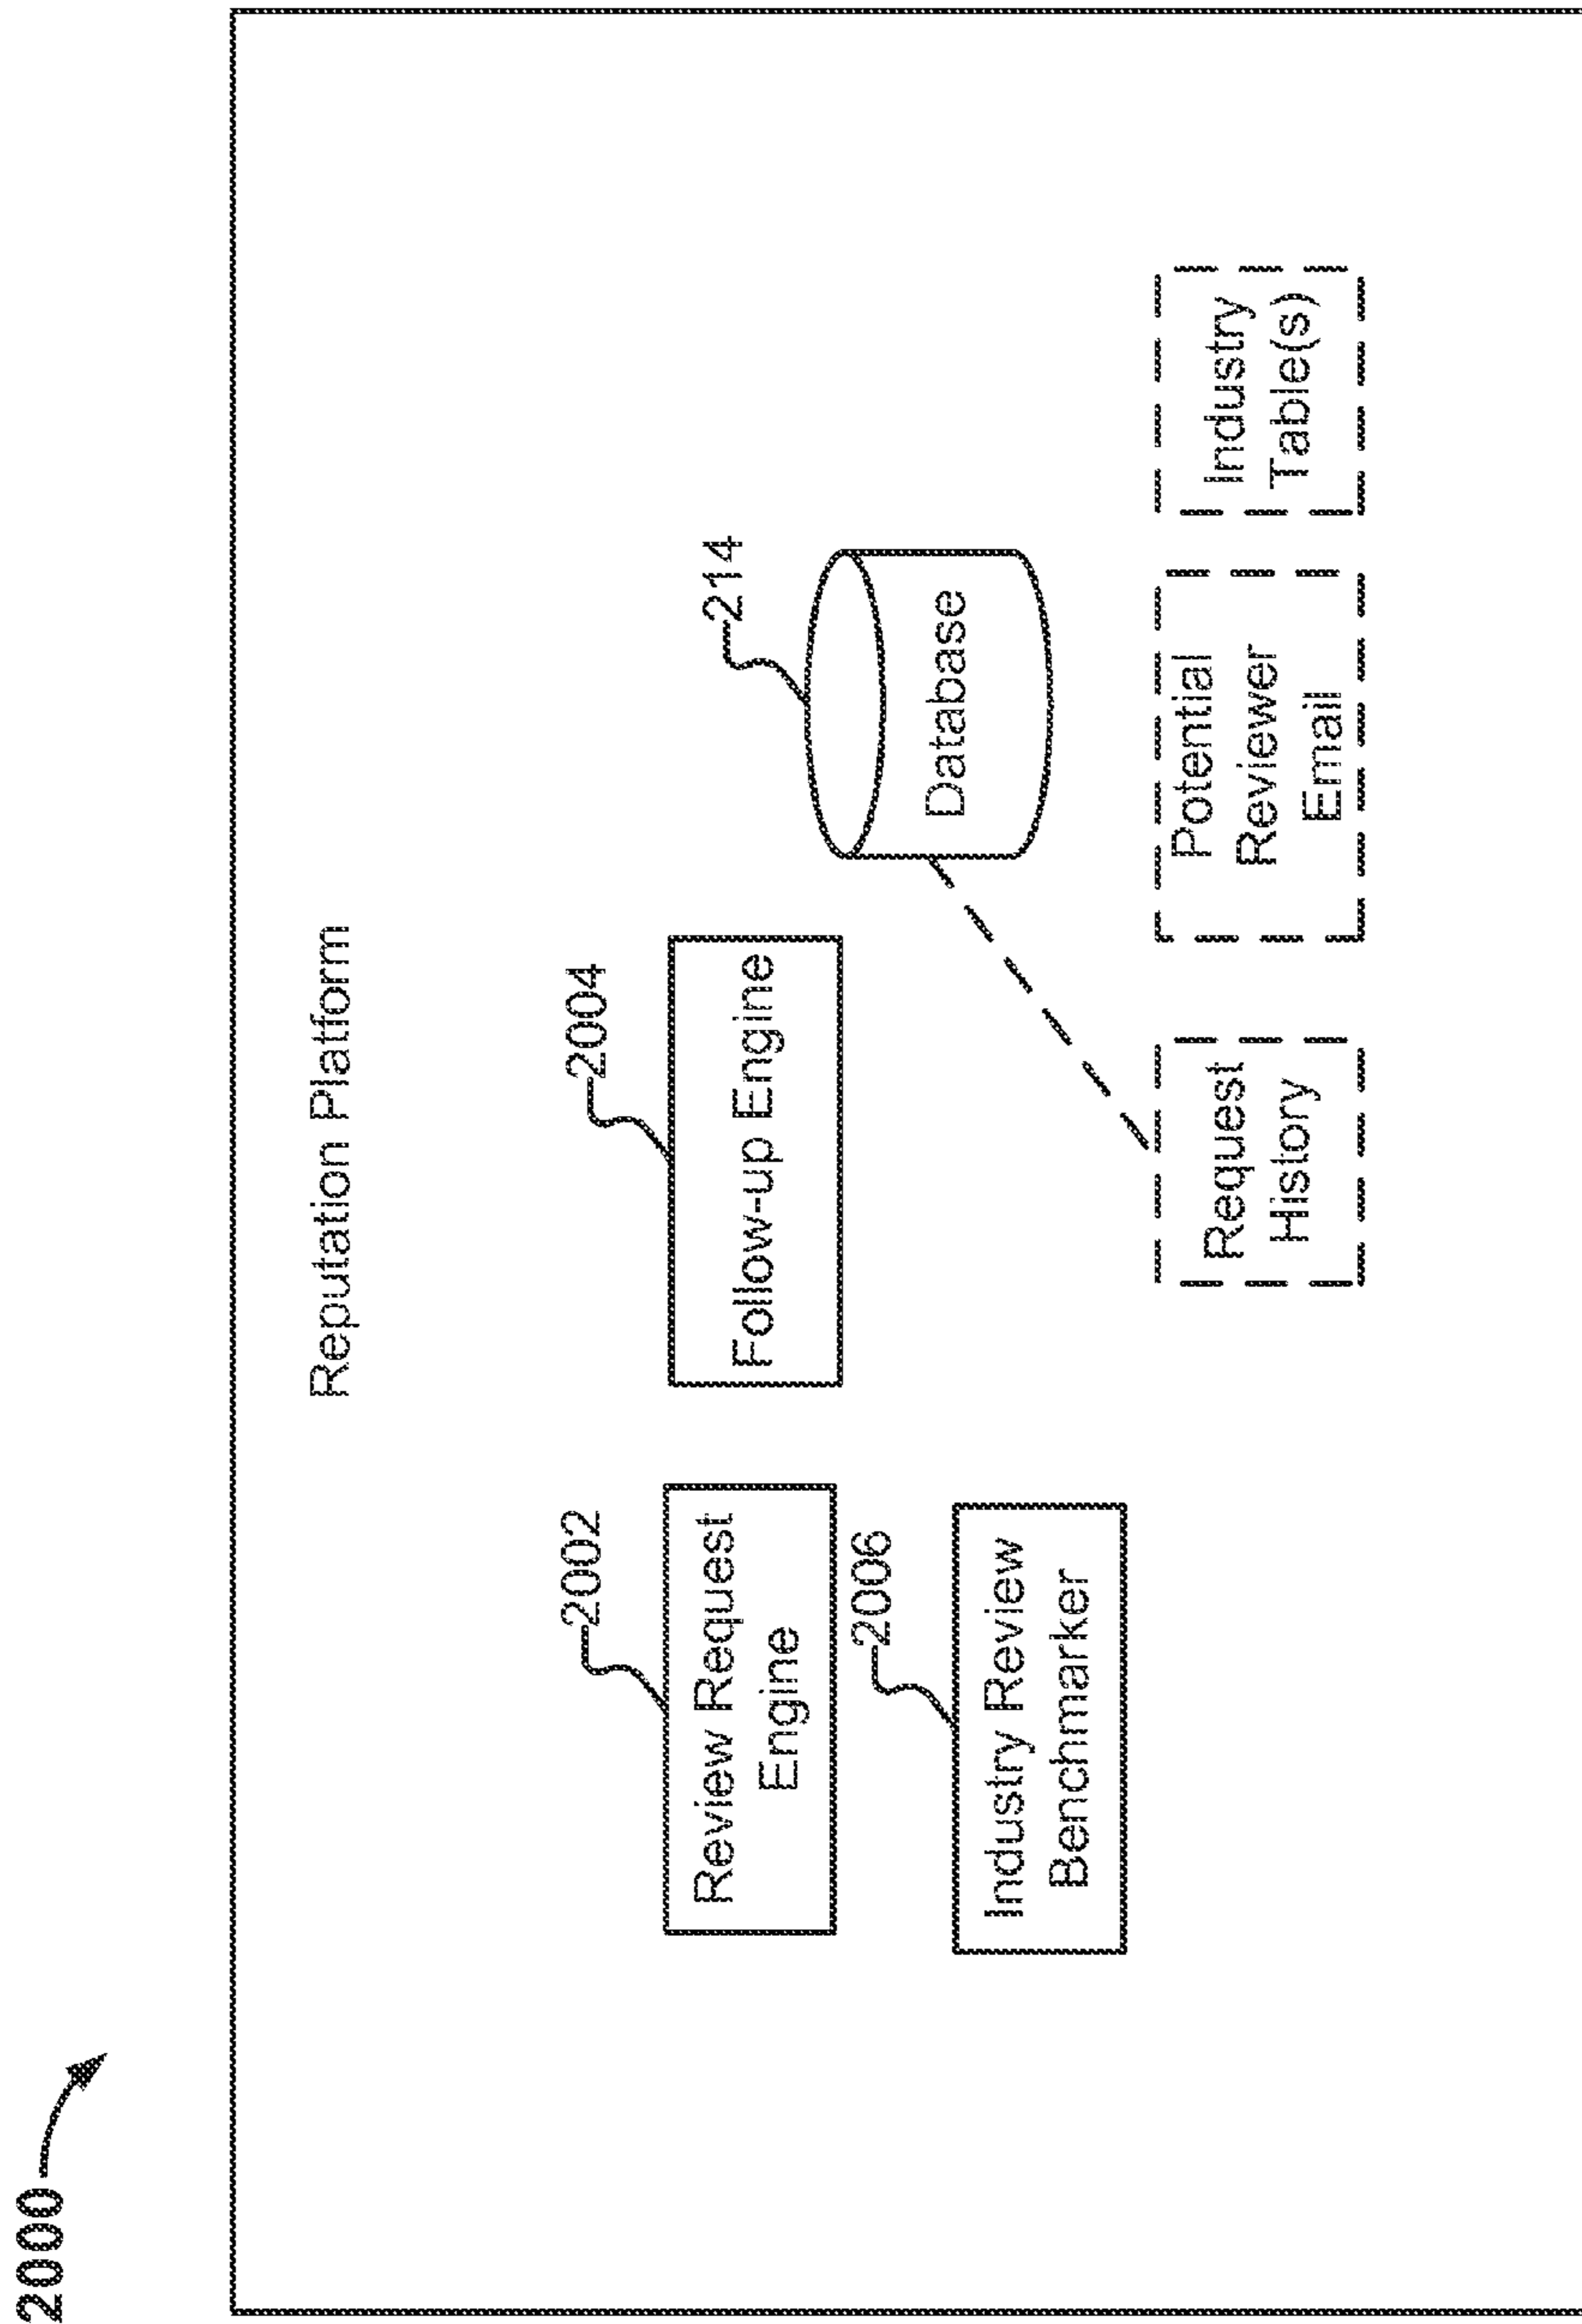 2000
Reputation Platform
2002
Review Request
Engine
2004
Follow-up Engine
2006
Industry Review
Benchmarker
214
Database
Request
History
Potential
Reviewer
Email
Industry
Table(s)